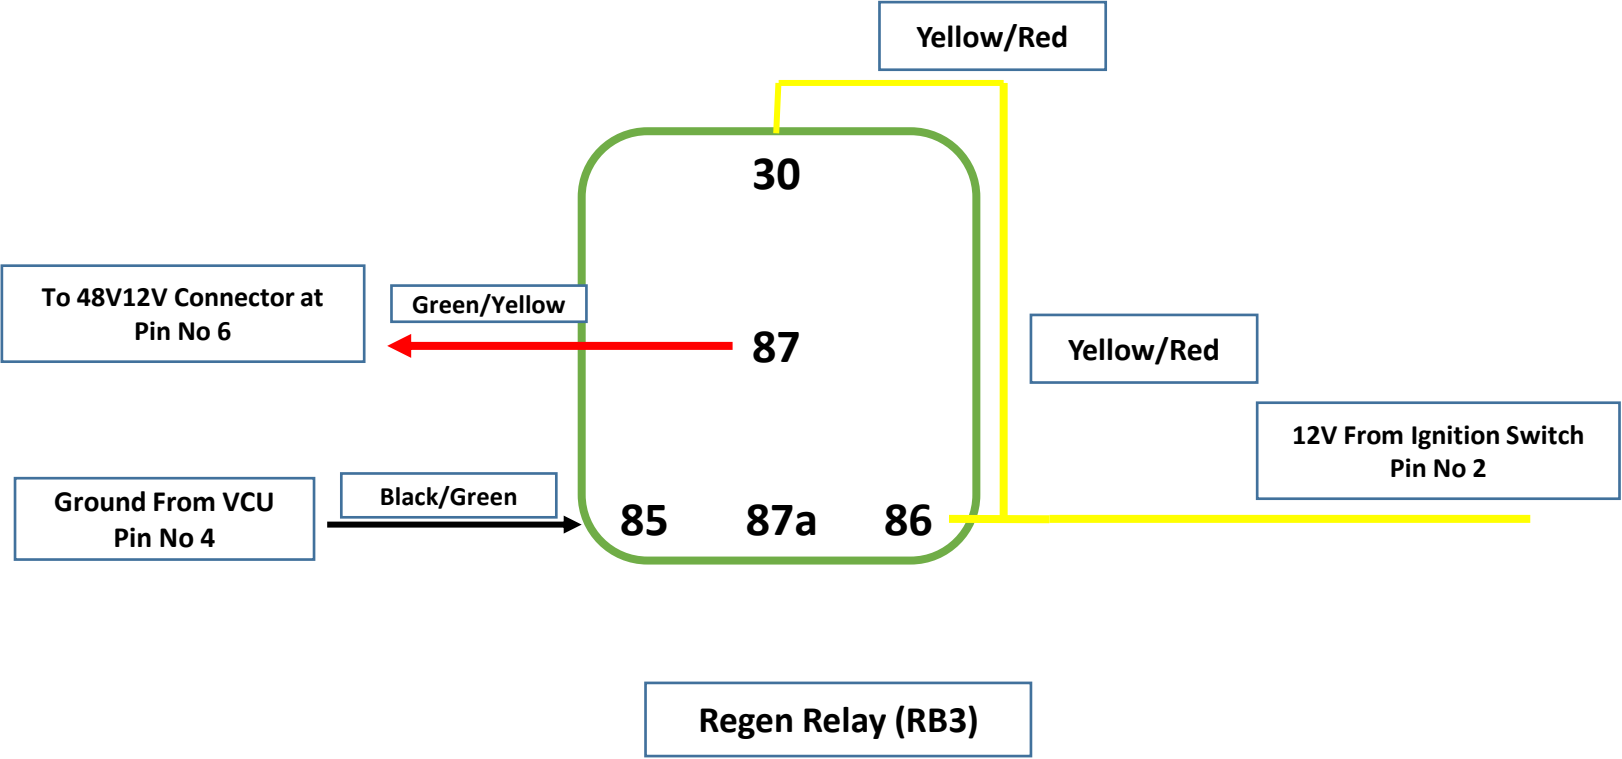 Yellow/Red
30
To 48V12V Connector at
Pin No 6
Green/Yellow
87
Yellow/Red
12V From Ignition Switch
Pin No 2
Ground From VCU
Pin No 4
Black/Green
85
87a
86
Regen Relay (RB3)